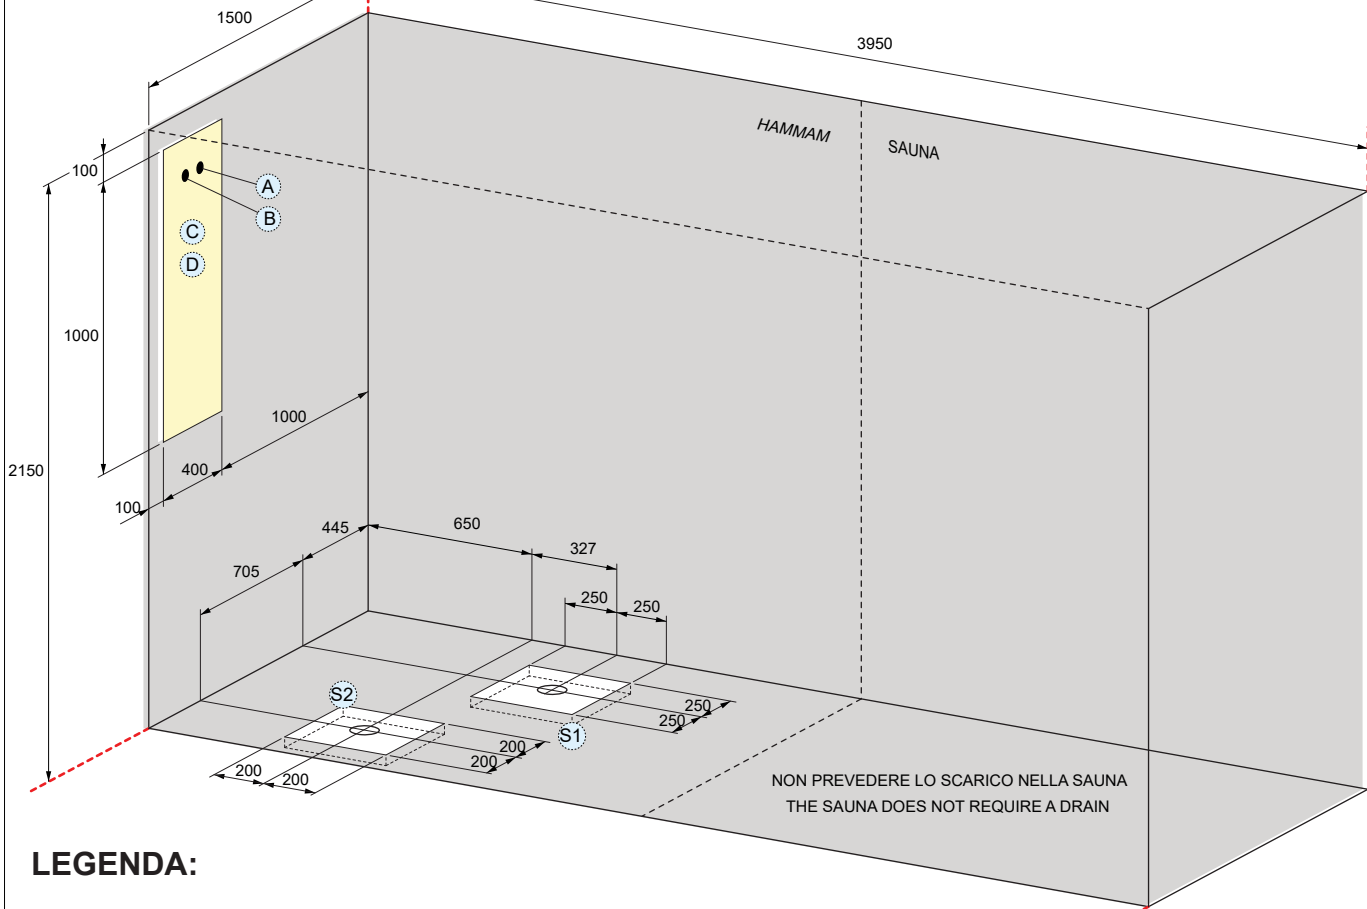 1500
3950
HAMMAM
SAUNA
100
A
B
C
D
1000
2150
1000
400
100
445
650
327
705
250
250
S2
250
250
S1
200
200
200
200
NON PREVEDERE LO SCARICO NELLA SAUNA
THE SAUNA DOES NOT REQUIRE A DRAIN
LEGENDA: